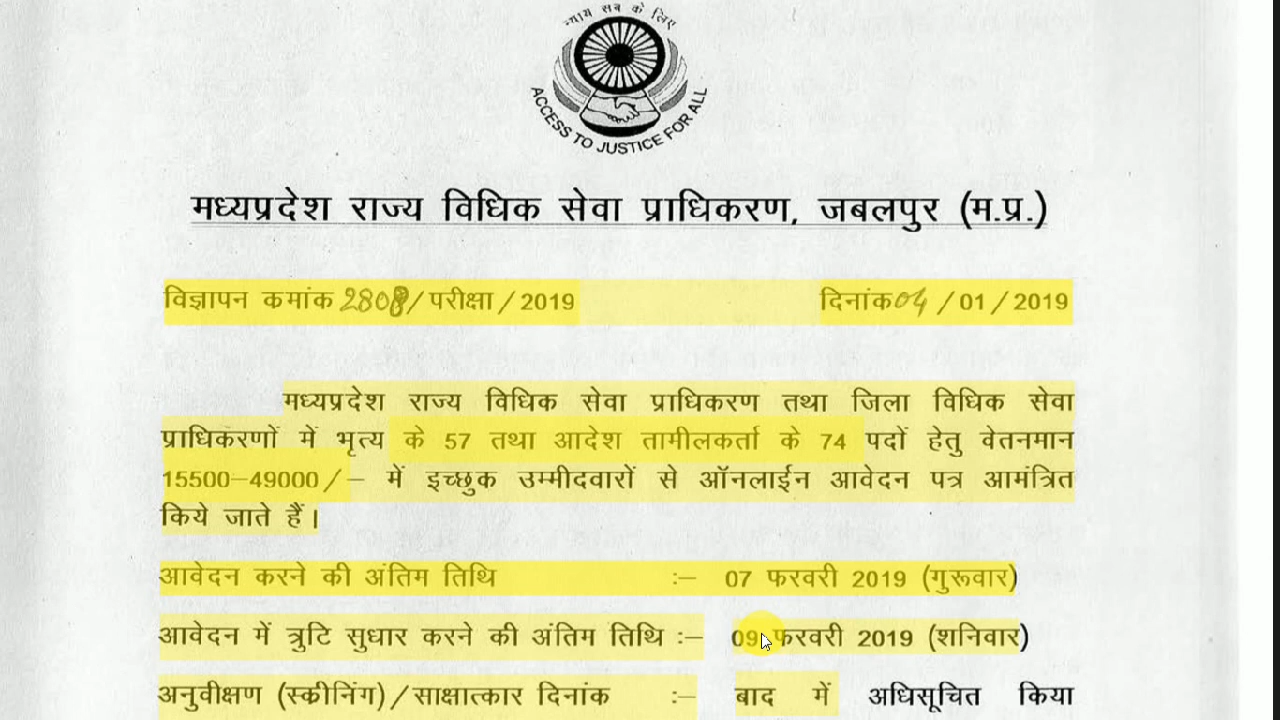 न्याय सब के लिए
ACCESS TO JUSTICE FOR ALL
मध्यप्रदेश राज्य विधिक सेवा प्राधिकरण, जबलपुर (म.प्र.)
विज्ञापन कमांक 2808/परीक्षा/2019 दिनांक 04/01/2019
मध्यप्रदेश राज्य विधिक सेवा प्राधिकरण तथा जिला विधिक सेवा
प्राधिकरणों में भृत्य के 57 तथा आदेश तामीलकर्ता के 74 पदों हेतु वेतनमान
15500–49000/– में इच्छुक उम्मीदवारों से ऑनलाईन आवेदन पत्र आमंत्रित
किये जाते हैं।
आवेदन करने की अंतिम तिथि :– 07 फरवरी 2019 (गुरूवार)
आवेदन में त्रुटि सुधार करने की अंतिम तिथि :– 09 फरवरी 2019 (शनिवार)
अनुवीक्षण (स्कीनिंग)/साक्षात्कार दिनांक :– बाद में अधिसूचित किया